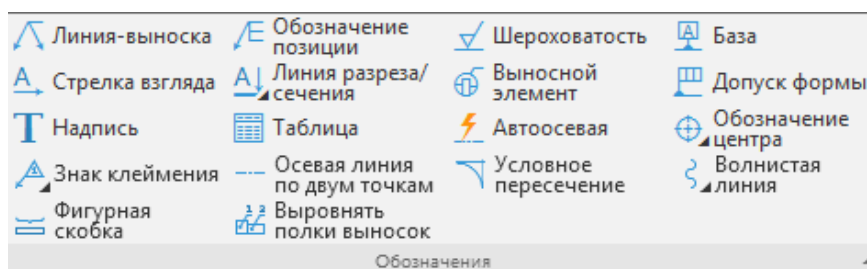 Линия-выноска
Обозначение
позиции
Шероховатость
База
Стрелка взгляда
Линия разреза/
сечения
Выносной
элемент
Допуск формы
Надпись
Таблица
Автоосевая
Обозначение
центра
Знак клеймения
Осевая линия
по двум точкам
Условное
пересечение
Волнистая
линия
Фигурная
скобка
Выровнять
полки выносок
Обозначения